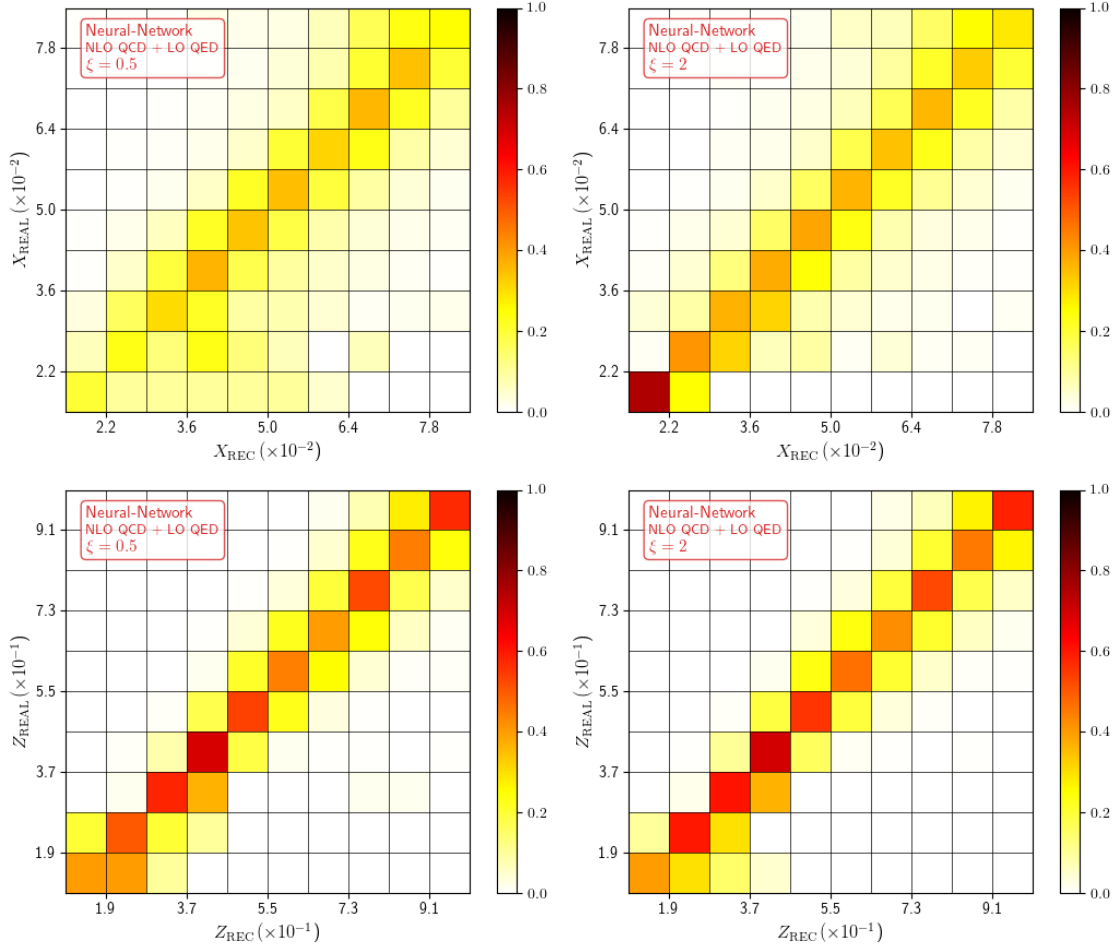 Neural-Network
NLO QCD + LO QED
ξ = 0.5
7.8
6.4
5.0
3.6
2.2
X_REAL (×10⁻²)
2.2 3.6 5.0 6.4 7.8
X_REC (×10⁻²)
1.0
0.8
0.6
0.4
0.2
0.0
Neural-Network
NLO QCD + LO QED
ξ = 2
7.8
6.4
5.0
3.6
2.2
X_REAL (×10⁻²)
2.2 3.6 5.0 6.4 7.8
X_REC (×10⁻²)
1.0
0.8
0.6
0.4
0.2
0.0
Neural-Network
NLO QCD + LO QED
ξ = 0.5
9.1
7.3
5.5
3.7
1.9
Z_REAL (×10⁻¹)
1.9 3.7 5.5 7.3 9.1
Z_REC (×10⁻¹)
1.0
0.8
0.6
0.4
0.2
0.0
Neural-Network
NLO QCD + LO QED
ξ = 2
9.1
7.3
5.5
3.7
1.9
Z_REAL (×10⁻¹)
1.9 3.7 5.5 7.3 9.1
Z_REC (×10⁻¹)
1.0
0.8
0.6
0.4
0.2
0.0